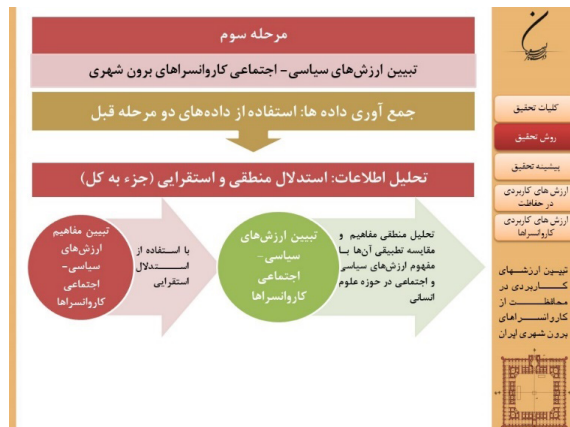 مرحله سوم
تبیین ارزش‌های سیاسی- اجتماعی کاروانسراهای برون شهری
جمع آوری داده ها: استفاده از داده‌های دو مرحله قبل
تحلیل اطلاعات: استدلال منطقی و استقرایی (جزء به کل)
تبیین مفاهیم
ارزش‌های
سیاسی-
اجتماعی
کاروانسراها
با استفاده از
استدلال
استقرایی
تبیین ارزش‌های
سیاسی-
اجتماعی
کاروانسراها
تحلیل منطقی مفاهیم و
مقایسه تطبیقی آن‌ها با
مفهوم ارزش‌های سیاسی
و اجتماعی در حوزه علوم
انسانی
کلیات تحقیق
روش تحقیق
پیشینه تحقیق
ارزش های کاربردی
در حفاظت
ارزش های کاربردی
کاروانسراها
تبیین ارزشهای
کاربردی در
محافظت از
کاروانسراهای
برون شهری ایران